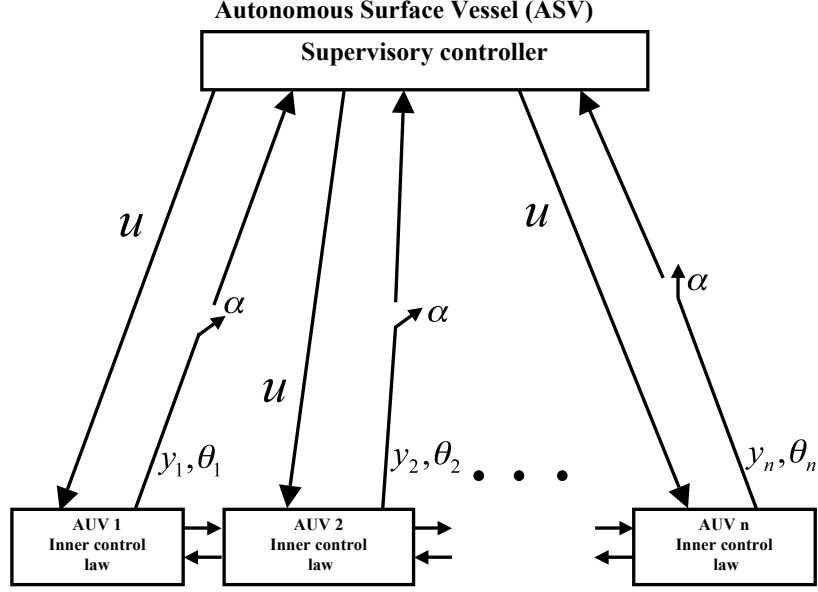 Autonomous Surface Vessel (ASV)
Supervisory controller
u
u
α
α
α
u
y₁,θ₁
y₂,θ₂
• • •
yₙ,θₙ
AUV 1
Inner control
law
AUV 2
Inner control
law
AUV n
Inner control
law